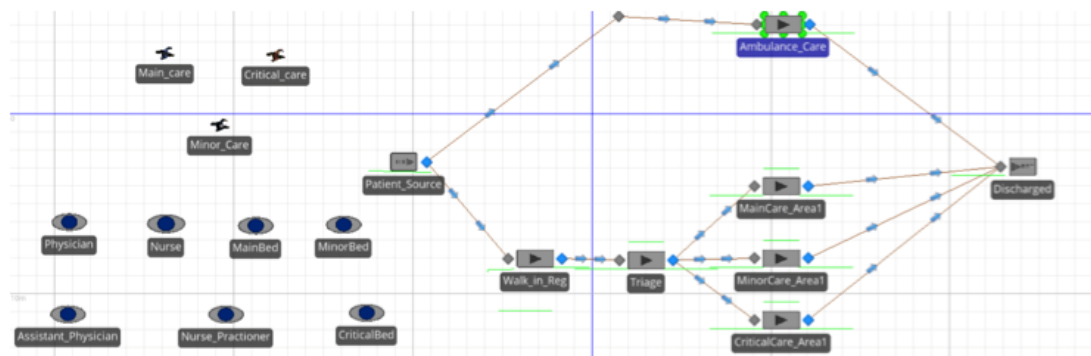 Ambulance_Care
Main_care
Critical_care
Minor_Care
Patient_Source
Discharged
MainCare_Area1
Physician
Nurse
MainBed
MinorBed
Walk_in_Reg
Triage
MinorCare_Area1
Assistant_Physician
Nurse_Practioner
CriticalBed
CriticalCare_Area1